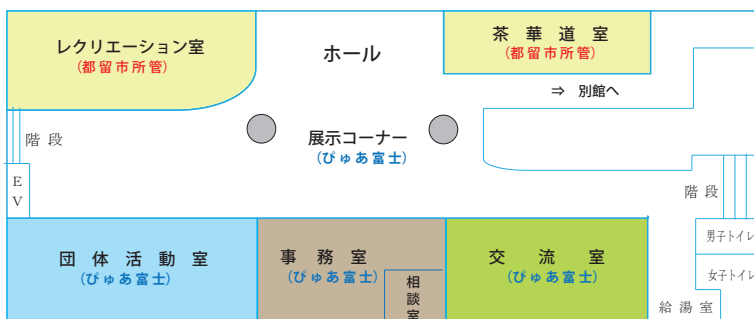 レクリエーション室
(都留市所管)
ホール
茶華道室
(都留市所管)
⇒ 別館へ
階段
展示コーナー
(ぴゅあ富士)
EV
階段
団体活動室
(ぴゅあ富士)
事務室
(ぴゅあ富士)
相談室
交流室
(ぴゅあ富士)
男子トイレ
女子トイレ
給湯室